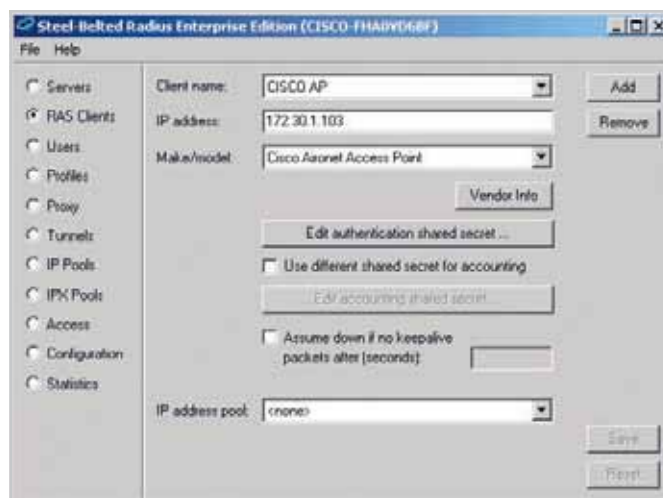 Steel-Belted Radius Enterprise Edition (CISCO-FHA0YD6BF)
File Help
Servers
RAS Clients
Users
Profiles
Proxy
Tunnels
IP Pools
IPX Pools
Access
Configuration
Statistics
Client name: CISCO AP
IP address: 172.30.1.103
Make/model: Cisco Aironet Access Point
Vendor Info
Edit authentication shared secret ...
Use different shared secret for accounting
Edit accounting shared secret...
Assume down if no keepalive
packets after (seconds):
IP address pool: <none>
Add
Remove
Save
Reset